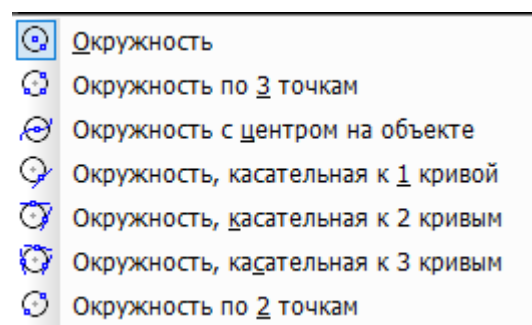 Окружность
Окружность по 3 точкам
Окружность с центром на объекте
Окружность, касательная к 1 кривой
Окружность, касательная к 2 кривым
Окружность, касательная к 3 кривым
Окружность по 2 точкам